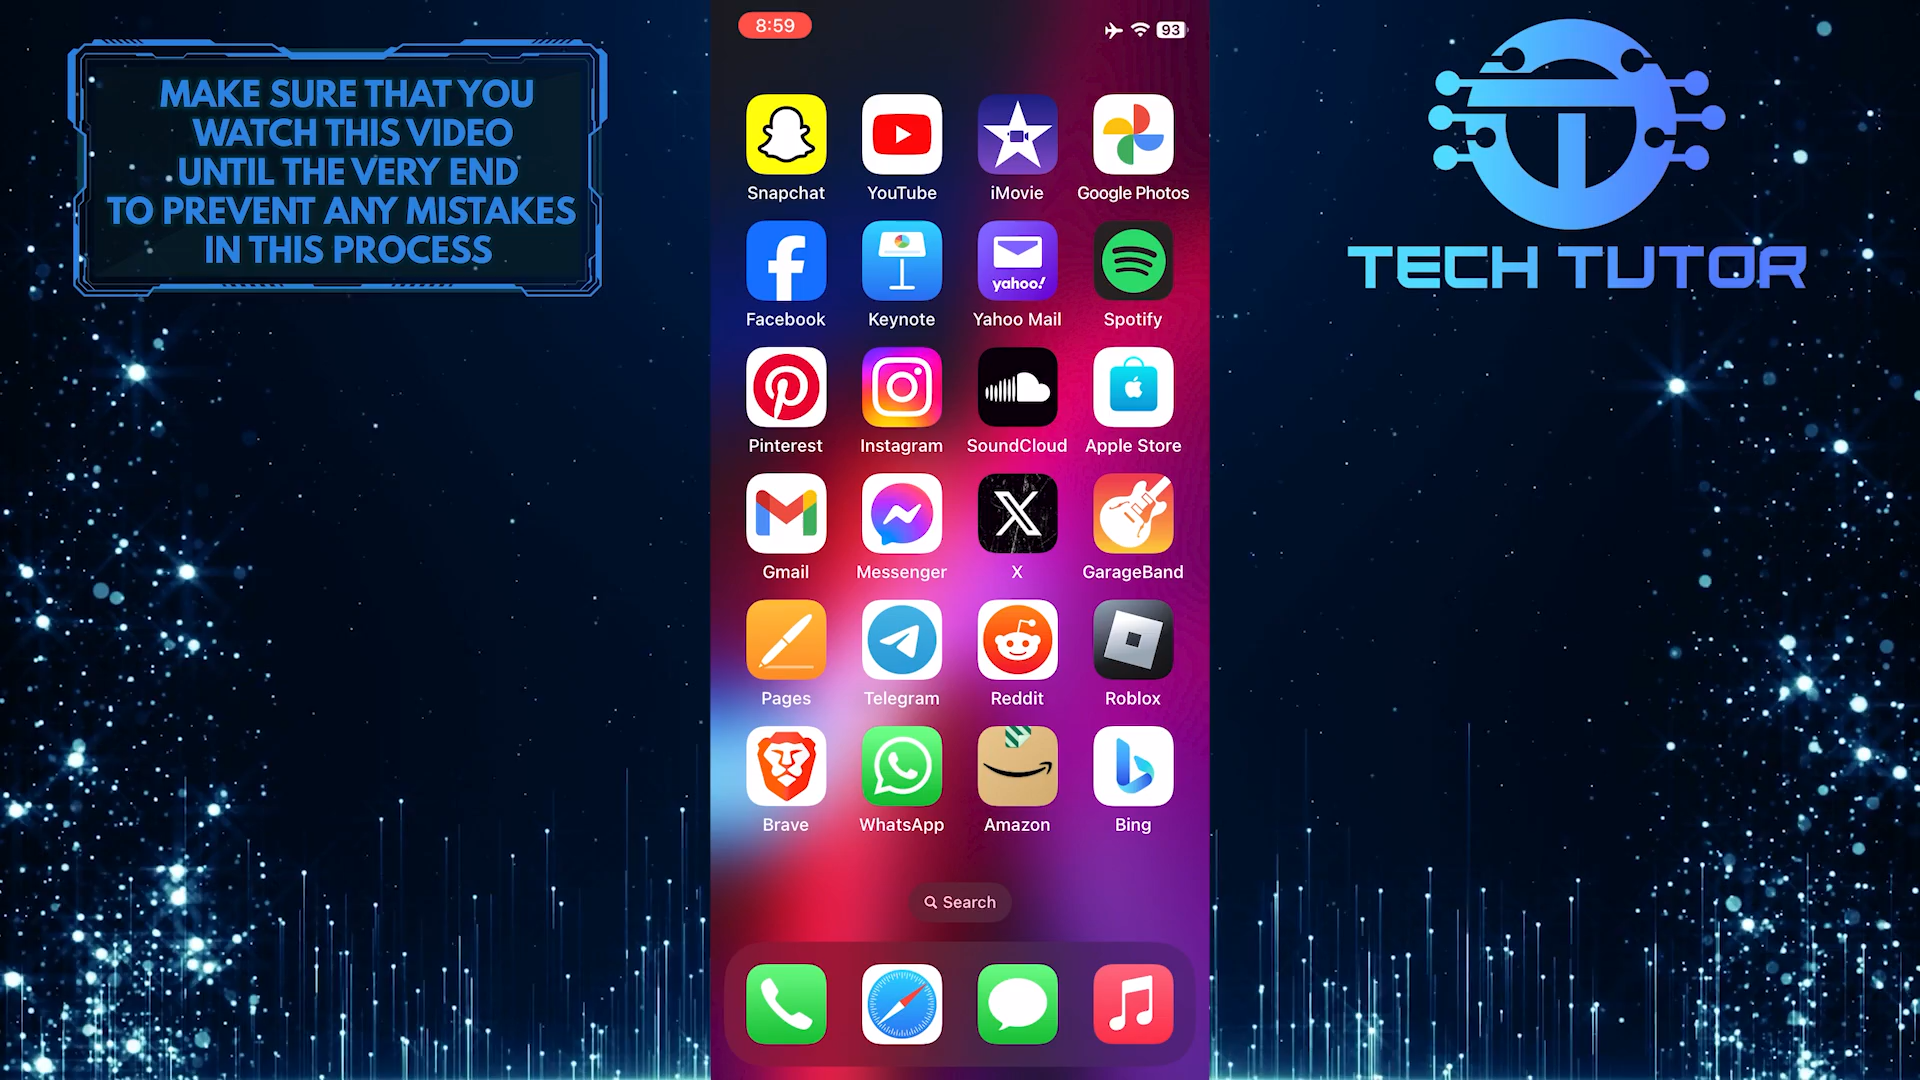 MAKE SURE THAT YOU
WATCH THIS VIDEO
UNTIL THE VERY END
TO PREVENT ANY MISTAKES
IN THIS PROCESS
8:59
93
Snapchat
YouTube
iMovie
Google Photos
yahoo!
Facebook
Keynote
Yahoo Mail
Spotify
Pinterest
Instagram
SoundCloud
Apple Store
Gmail
Messenger
X
GarageBand
Pages
Telegram
Reddit
Roblox
Brave
WhatsApp
Amazon
Bing
Search
TECH TUTOR